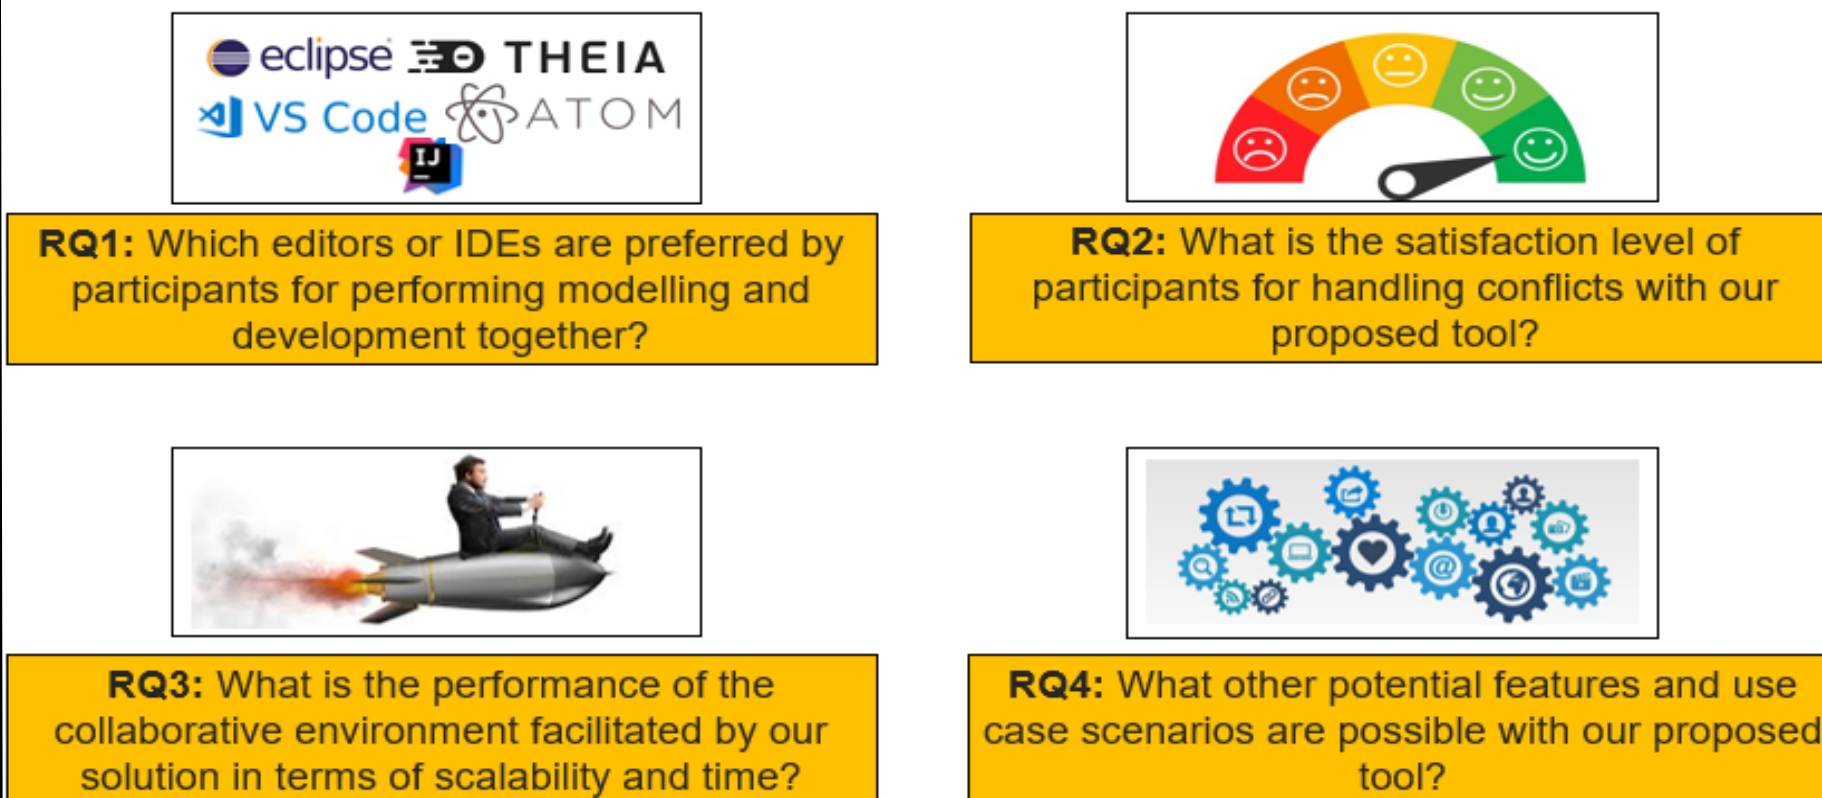 eclipse THEIA
VS Code ATOM
IJ
RQ1: Which editors or IDEs are preferred by
participants for performing modelling and
development together?
RQ2: What is the satisfaction level of
participants for handling conflicts with our
proposed tool?
@
RQ3: What is the performance of the
collaborative environment facilitated by our
solution in terms of scalability and time?
RQ4: What other potential features and use
case scenarios are possible with our proposed
tool?